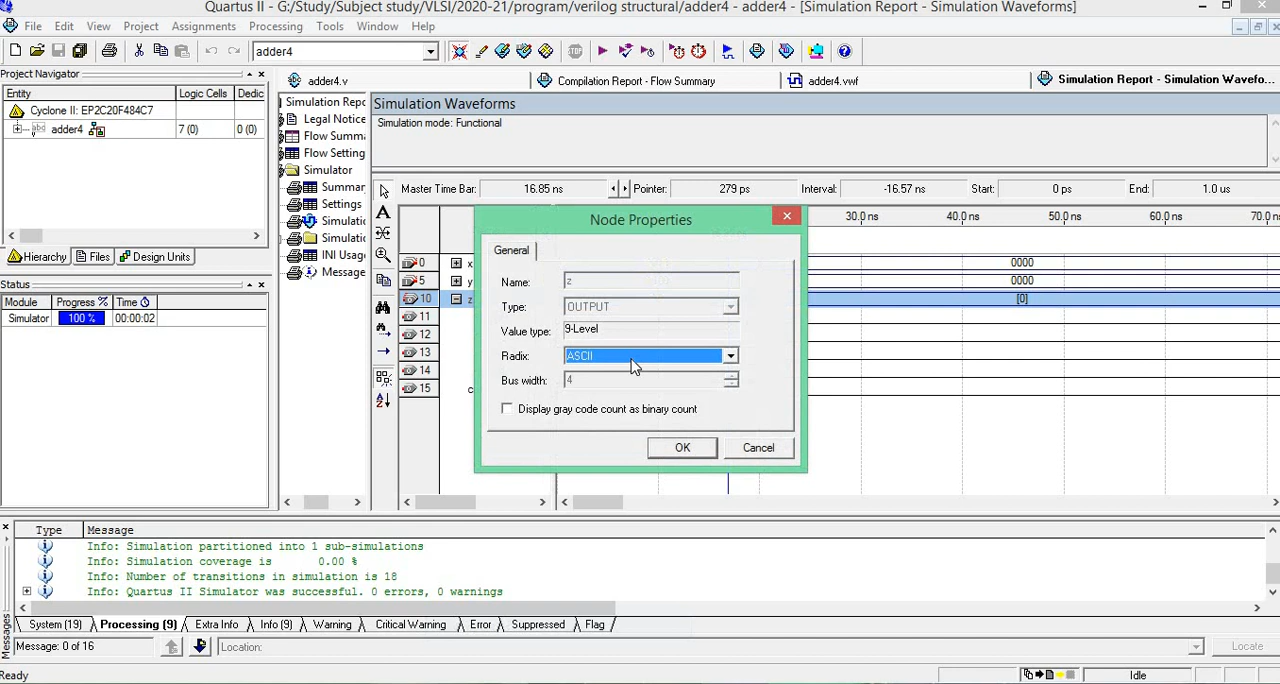 Quartus II - G:/Study/Subject study/VLSI/2020-21/program/verilog structural/adder4 - adder4 - [Simulation Report - Simulation Waveforms]
File Edit View Project Assignments Processing Tools Window Help
adder4
Project Navigator
Entity Logic Cells Dedic
Cyclone II: EP2C20F484C7
adder4 7 (0) 0 (0)
Hierarchy Files Design Units
Status
Module Progress % Time
Simulator 100 % 00:00:02
adder4.v Compilation Report - Flow Summary adder4.vwf Simulation Report - Simulation Wavefo...
Simulation Repo
Legal Notice
Flow Summa
Flow Setting
Simulator
Summar
Settings
Simulatio
Simulatio
INI Usag
Message
Simulation Waveforms
Simulation mode: Functional
Master Time Bar: 16.85 ns Pointer: 279 ps Interval: -16.57 ns Start: 0 ps End: 1.0 us
30.0 ns 40.0 ns 50.0 ns 60.0 ns 70.0 n
0 x 0000
5 y 0000
10 z [0]
11
12
13
14
15 c
Node Properties
General
Name: z
Type: OUTPUT
Value type: 9-Level
Radix: ASCII
Bus width: 4
Display gray code count as binary count
OK Cancel
Type Message
Info: Simulation partitioned into 1 sub-simulations
Info: Simulation coverage is 0.00 %
Info: Number of transitions in simulation is 18
Info: Quartus II Simulator was successful. 0 errors, 0 warnings
System (19) Processing (9) Extra Info Info (9) Warning Critical Warning Error Suppressed Flag
Messages
Message: 0 of 16 Location: Locate
Ready Idle